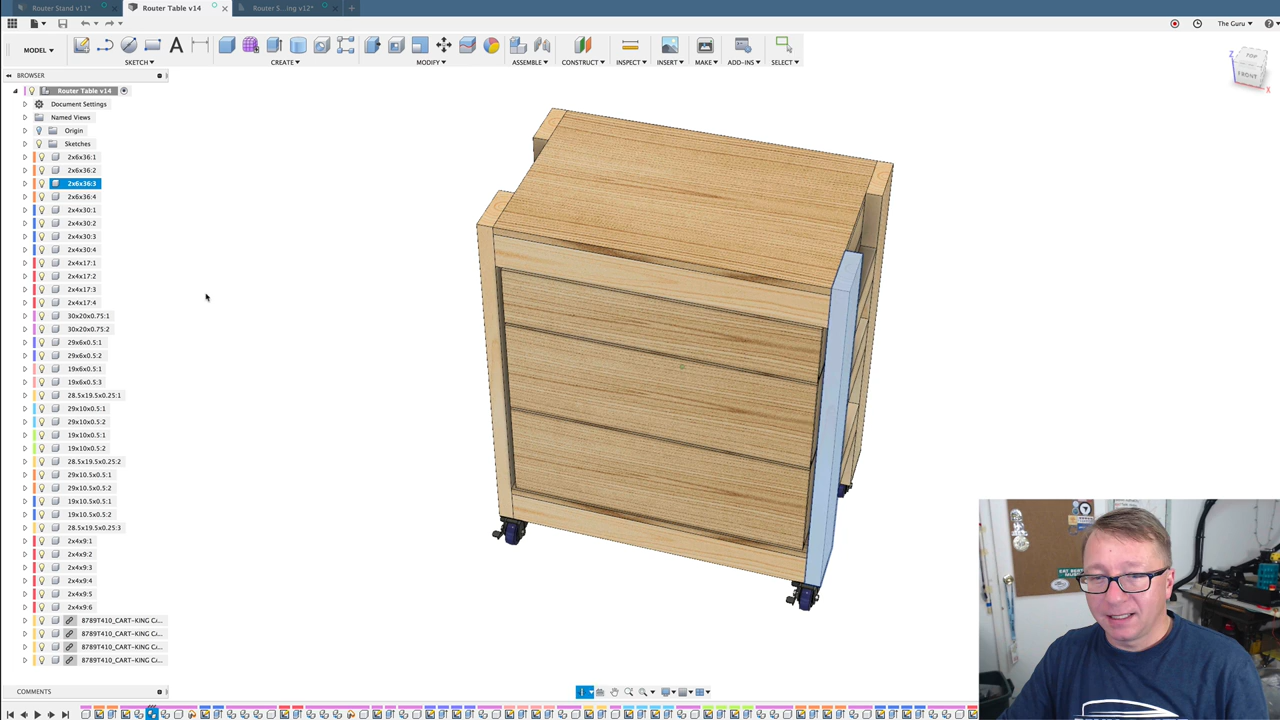 Router Stand v11*
Router Table v14
Router S...ing v12*
The Guru
MODEL
SKETCH
CREATE
MODIFY
ASSEMBLE
CONSTRUCT
INSPECT
INSERT
MAKE
ADD-INS
SELECT
BROWSER
Router Table v14
Document Settings
Named Views
Origin
Sketches
2x6x36:1
2x6x36:2
2x6x36:3
2x6x36:4
2x4x30:1
2x4x30:2
2x4x30:3
2x4x30:4
2x4x17:1
2x4x17:2
2x4x17:3
2x4x17:4
30x20x0.75:1
30x20x0.75:2
29x6x0.5:1
29x6x0.5:2
19x6x0.5:1
19x6x0.5:3
28.5x19.5x0.25:1
29x10x0.5:1
29x10x0.5:2
19x10x0.5:1
19x10x0.5:2
28.5x19.5x0.25:2
29x10.5x0.5:1
29x10.5x0.5:2
19x10.5x0.5:1
19x10.5x0.5:2
28.5x19.5x0.25:3
2x4x9:1
2x4x9:2
2x4x9:3
2x4x9:4
2x4x9:5
2x4x9:6
8789T410_CART-KING C...
8789T410_CART-KING C...
8789T410_CART-KING C...
8789T410_CART-KING C...
COMMENTS
Z
TOP
FRONT
X